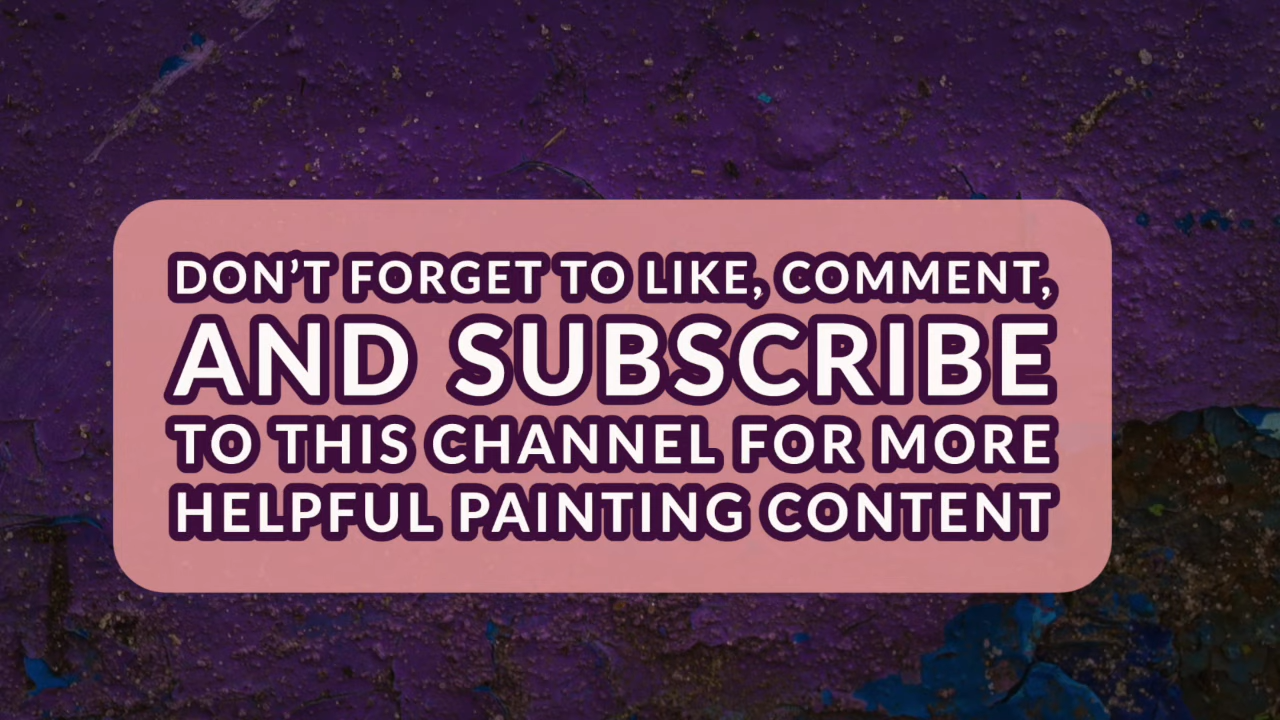 DON’T FORGET TO LIKE, COMMENT,
AND SUBSCRIBE
TO THIS CHANNEL FOR MORE
HELPFUL PAINTING CONTENT